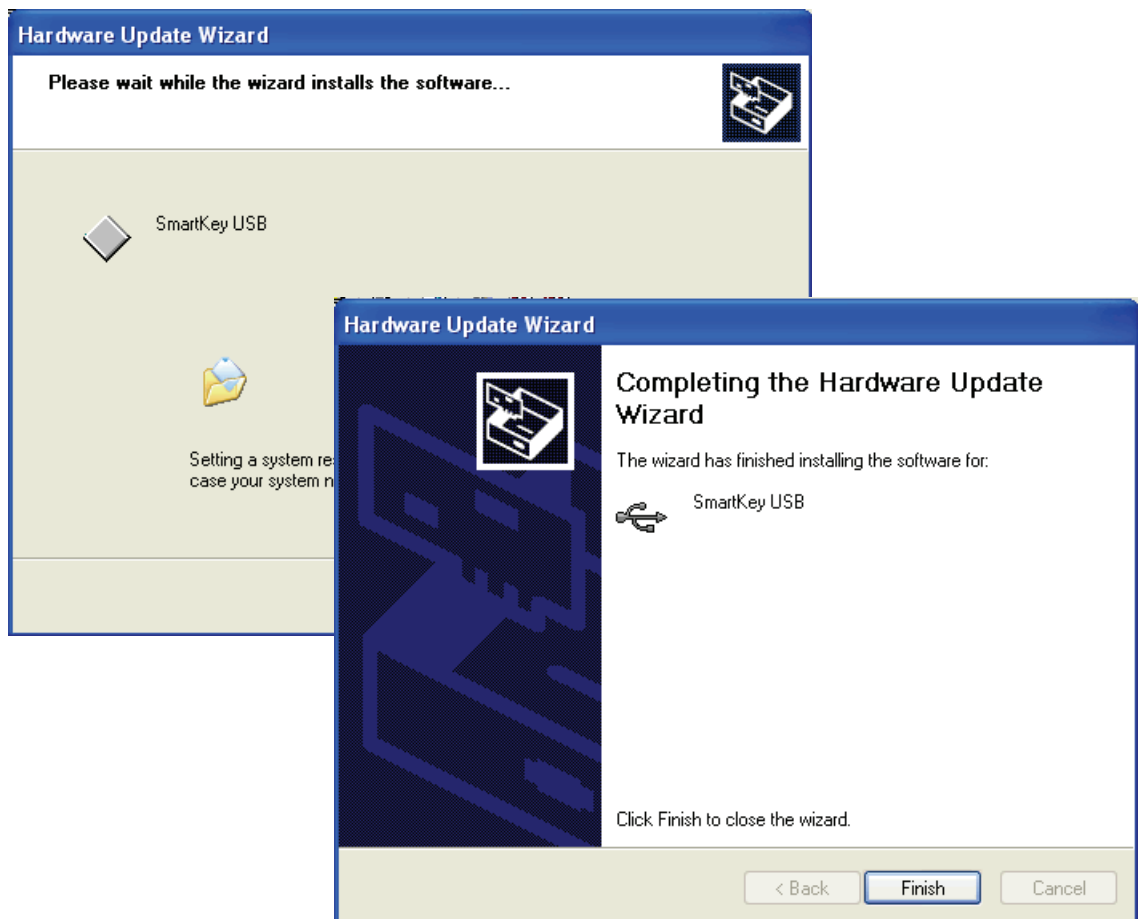 Hardware Update Wizard
Please wait while the wizard installs the software...
SmartKey USB
Setting a system
case your system
Hardware Update Wizard
Completing the Hardware Update
Wizard
The wizard has finished installing the software for:
SmartKey USB
Click Finish to close the wizard.
< Back
Finish
Cancel